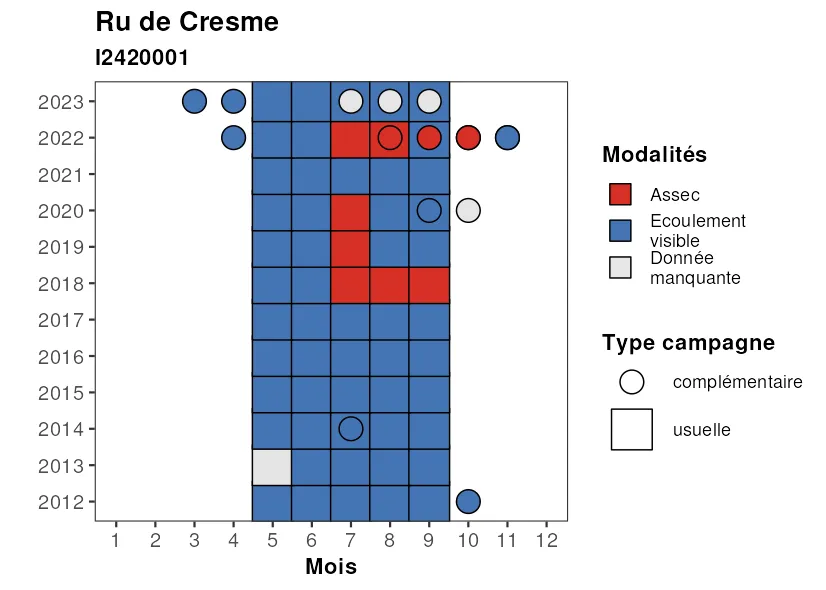 Ru de Cresme
I2420001
2023
2022
2021
2020
2019
2018
2017
2016
2015
2014
2013
2012
1 2 3 4 5 6 7 8 9 10 11 12
Mois
Modalités
Assec
Ecoulement
visible
Donnée
manquante
Type campagne
complémentaire
usuelle